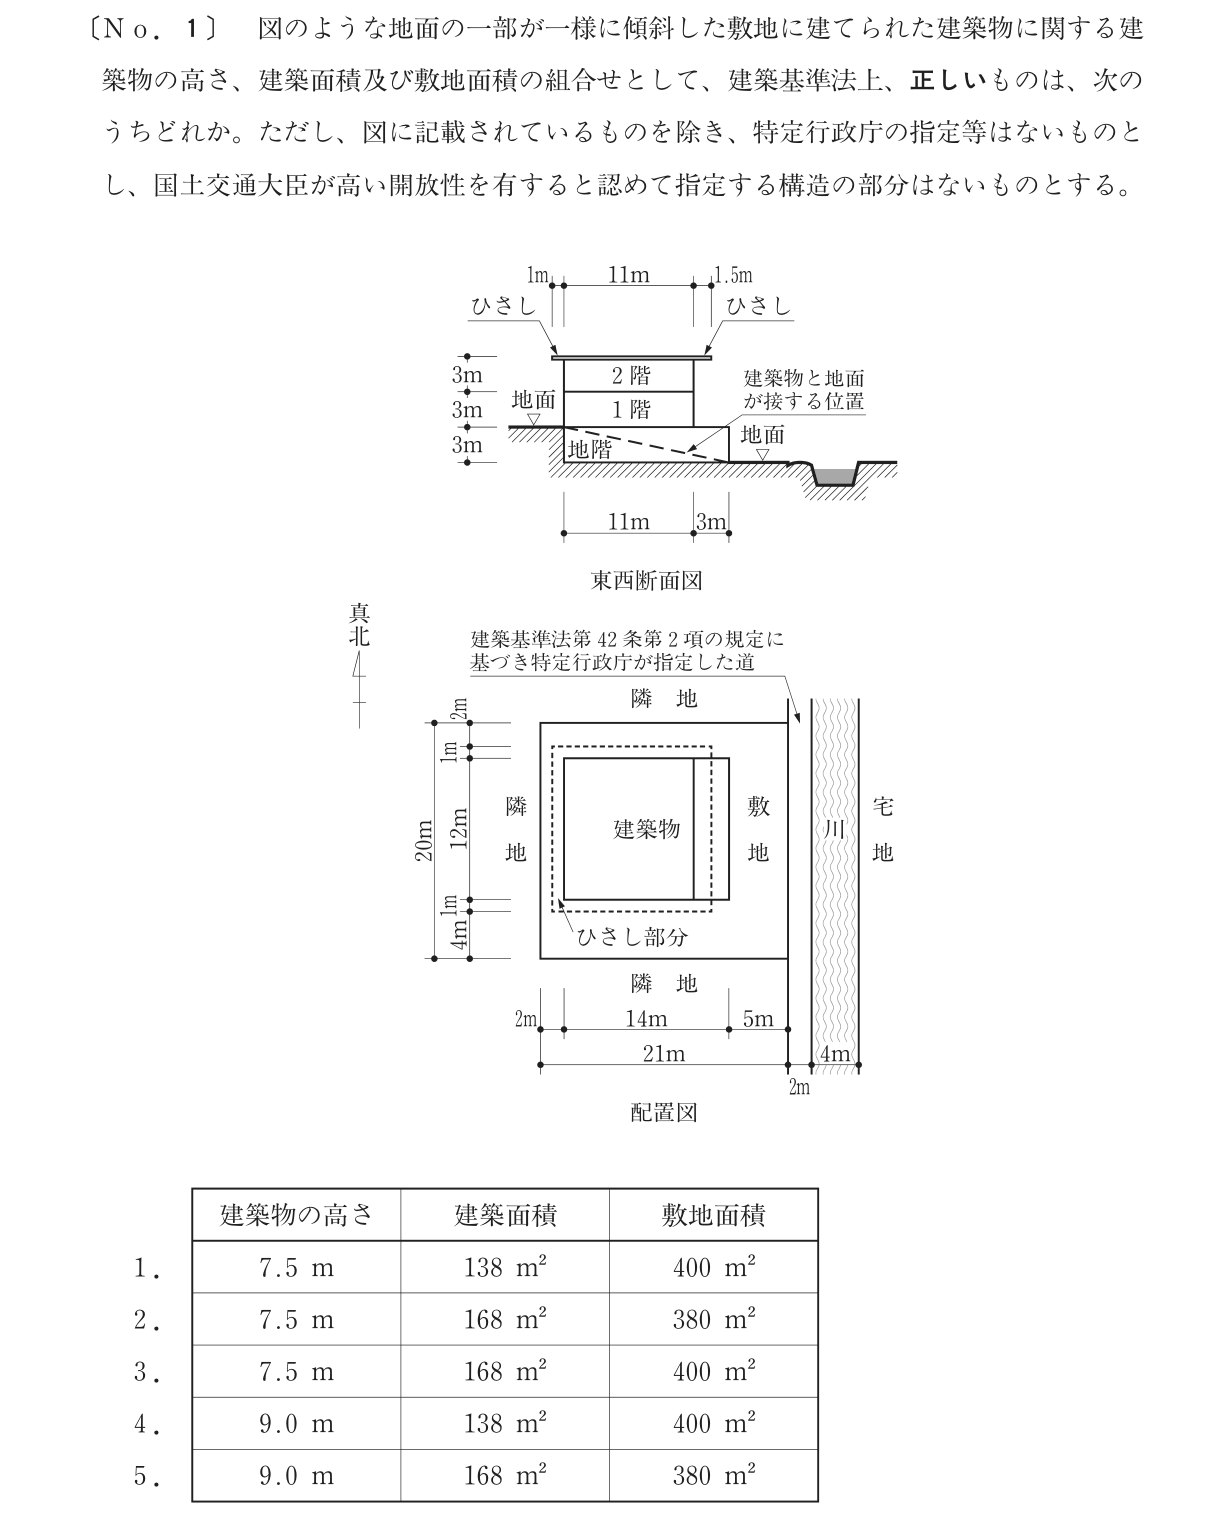 〔No. 1〕　図のような地面の一部が一様に傾斜した敷地に建てられた建築物に関する建
築物の高さ、建築面積及び敷地面積の組合せとして、建築基準法上、正しいものは、次の
うちどれか。ただし、図に記載されているものを除き、特定行政庁の指定等はないものと
し、国土交通大臣が高い開放性を有すると認めて指定する構造の部分はないものとする。
1m　11m　1.5m
ひさし　ひさし
3m　2階
3m　1階
3m　地階
地面
建築物と地面
が接する位置
地面
11m　3m
東西断面図
真北
建築基準法第 42 条第 2 項の規定に
基づき特定行政庁が指定した道
隣　地
2m
1m
12m
1m
4m
20m
隣地
建築物
敷地
川
宅地
ひさし部分
隣　地
2m　14m　5m
21m　4m
2m
配置図
建築物の高さ　建築面積　敷地面積
1．　7.5 m　138 m²　400 m²
2．　7.5 m　168 m²　380 m²
3．　7.5 m　168 m²　400 m²
4．　9.0 m　138 m²　400 m²
5．　9.0 m　168 m²　380 m²